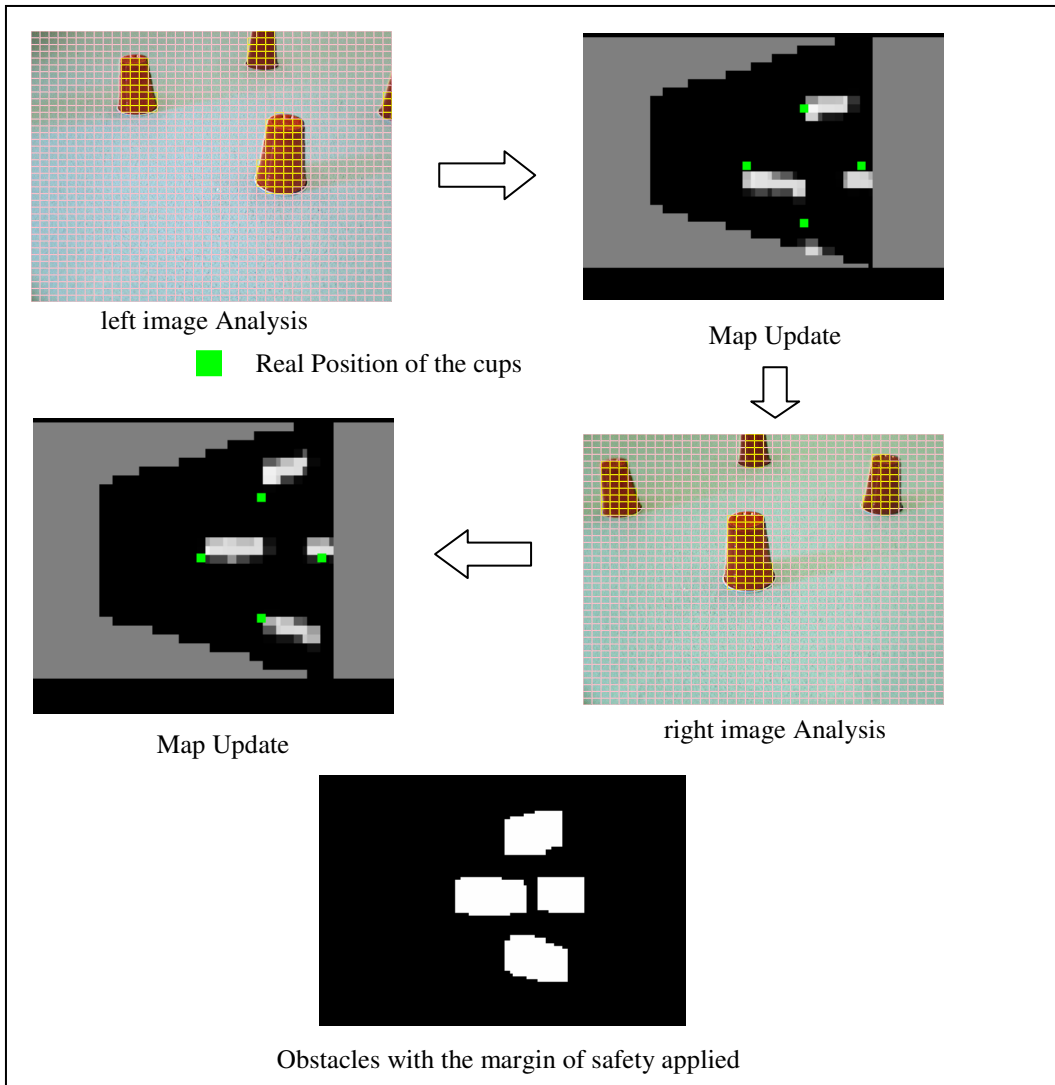 left image Analysis
Map Update
Real Position of the cups
Map Update
right image Analysis
Obstacles with the margin of safety applied